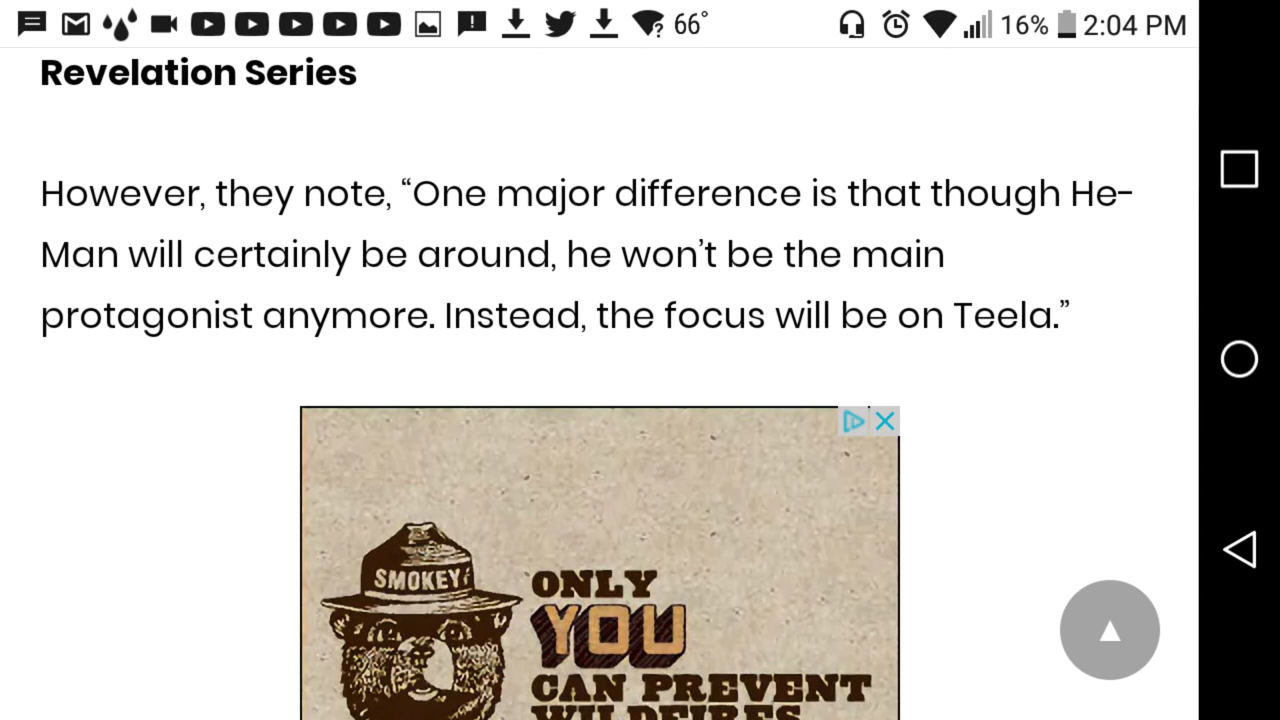 66°
16%
2:04 PM
Revelation Series
However, they note, “One major difference is that though He-
Man will certainly be around, he won’t be the main
protagonist anymore. Instead, the focus will be on Teela.”
SMOKEY
ONLY
YOU
CAN PREVENT
WILDFIRES